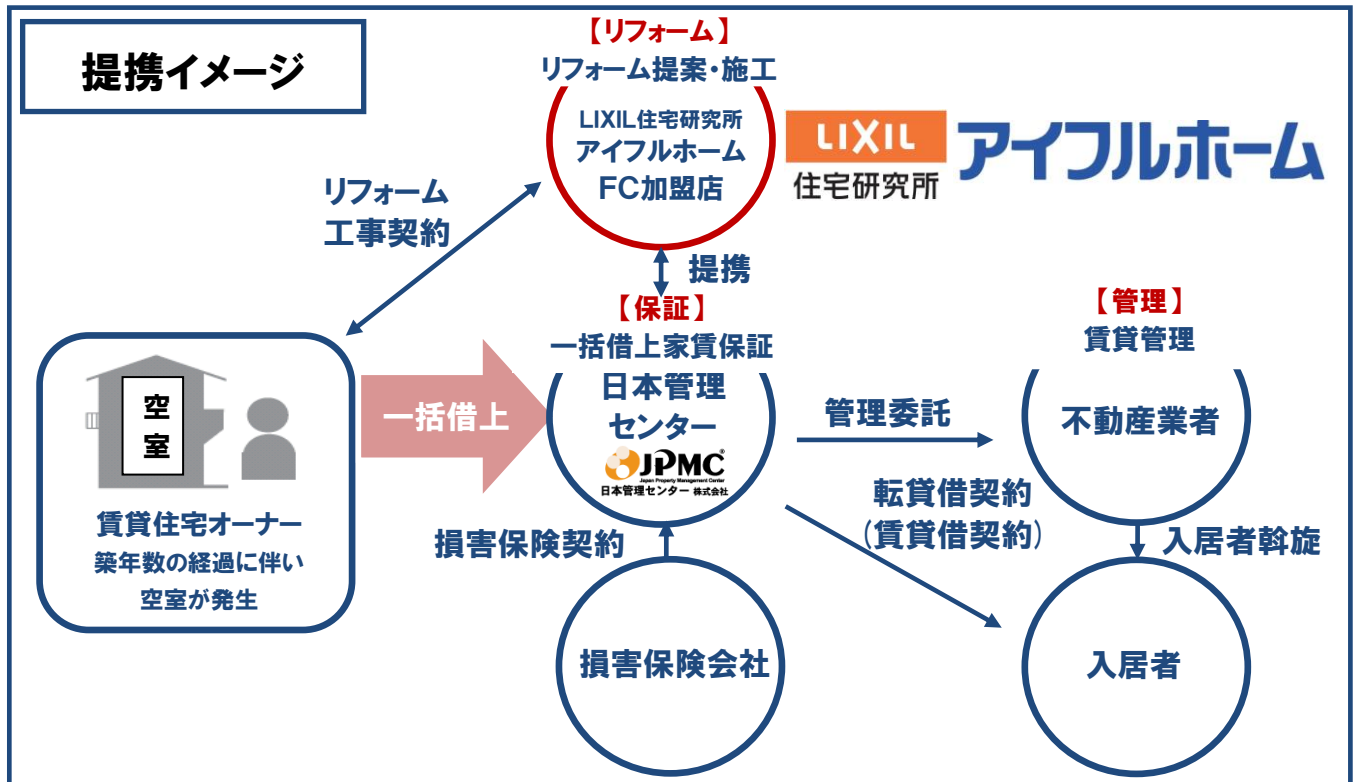 提携イメージ
【リフォーム】
リフォーム提案・施工
LIXIL住宅研究所
アイフルホーム
FC加盟店
LIXIL
住宅研究所
アイフルホーム
リフォーム
工事契約
提携
【保証】
一括借上家賃保証
日本管理
センター
JPMC
Japan Property Management Center
日本管理センター 株式会社
【管理】
賃貸管理
不動産業者
空
室
賃貸住宅オーナー
築年数の経過に伴い
空室が発生
一括借上
管理委託
転貸借契約
(賃貸借契約)
入居者斡旋
損害保険契約
損害保険会社
入居者